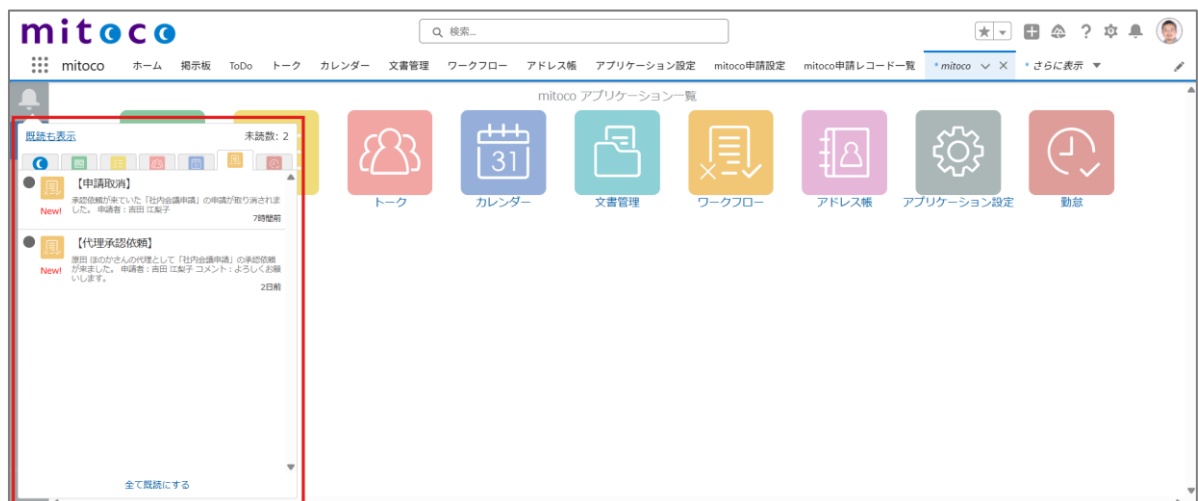 mitoco
検索...
mitoco ホーム 掲示板 ToDo トーク カレンダー 文書管理 ワークフロー アドレス帳 アプリケーション設定 mitoco申請設定 mitoco申請レコード一覧 * mitoco * さらに表示
mitoco アプリケーション一覧
既読も表示 未読数: 2
【申請取消】
承認依頼が来ていた「社内会議申請」の申請が取り消されま
した。 申請者:吉田 江梨子
New!
7時間前
【代理承認依頼】
原田 ほのかさんの代理として「社内会議申請」の承認依頼
が来ました。 申請者:吉田 江梨子 コメント:よろしくお願
いします。
New!
2日前
全て既読にする
31
トーク カレンダー 文書管理 ワークフロー アドレス帳 アプリケーション設定 勤怠